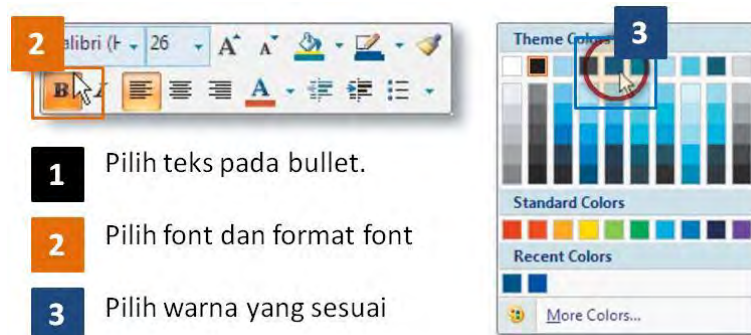 2
alibri (H
26
A A
B I
A
1 Pilih teks pada bullet.
2 Pilih font dan format font
3 Pilih warna yang sesuai
3
Theme Colors
Standard Colors
Recent Colors
More Colors...